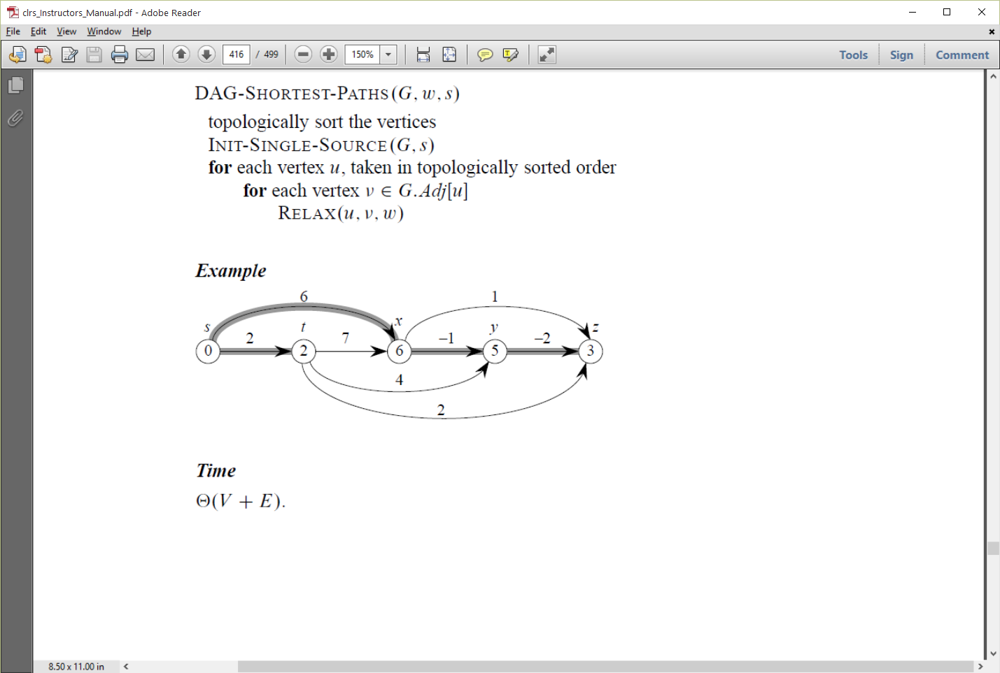 clrs_Instructors_Manual.pdf - Adobe Reader
File Edit View Window Help
416 / 499 150% Tools Sign Comment
DAG-SHORTEST-PATHS(G, w, s)
topologically sort the vertices
INIT-SINGLE-SOURCE(G, s)
for each vertex u, taken in topologically sorted order
for each vertex v ∈ G.Adj[u]
RELAX(u, v, w)
Example
6 1
s t x y z
2 7 –1 –2
0 2 6 5 3
4
2
Time
Θ(V + E).
8.50 x 11.00 in